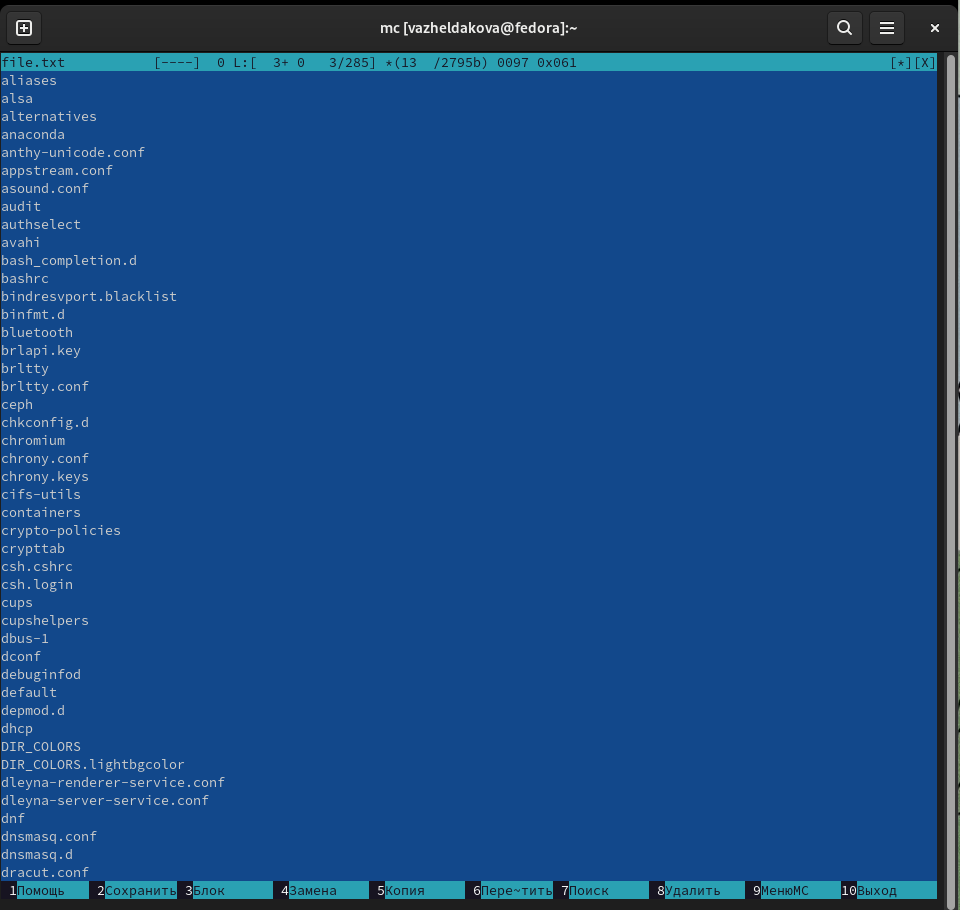 mc [vazheldakova@fedora]:~
file.txt [----] 0 L:[ 3+ 0 3/285] *(13 /2795b) 0097 0x061 [*][X]
aliases
alsa
alternatives
anaconda
anthy-unicode.conf
appstream.conf
asound.conf
audit
authselect
avahi
bash_completion.d
bashrc
bindresvport.blacklist
binfmt.d
bluetooth
brlapi.key
brltty
brltty.conf
ceph
chkconfig.d
chromium
chrony.conf
chrony.keys
cifs-utils
containers
crypto-policies
crypttab
csh.cshrc
csh.login
cups
cupshelpers
dbus-1
dconf
debuginfod
default
depmod.d
dhcp
DIR_COLORS
DIR_COLORS.lightbgcolor
dleyna-renderer-service.conf
dleyna-server-service.conf
dnf
dnsmasq.conf
dnsmasq.d
dracut.conf
1Помощь 2Сохранить 3Блок 4Замена 5Копия 6Пере~тить 7Поиск 8Удалить 9МенюMC 10Выход